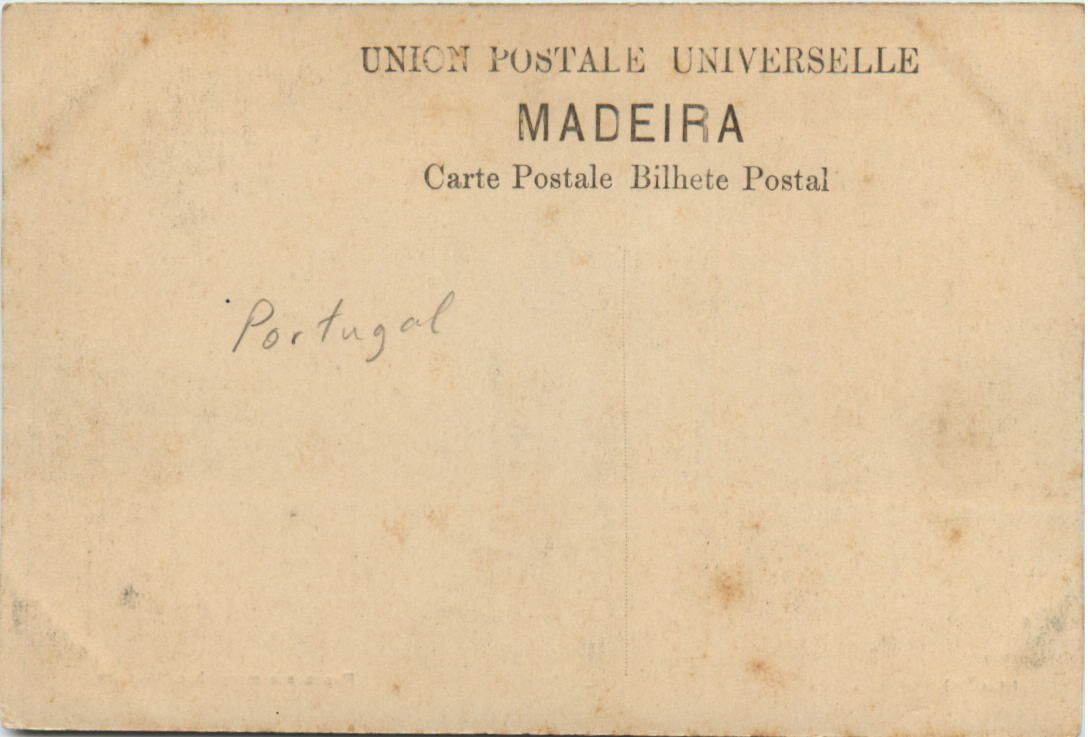 UNION POSTALE UNIVERSELLE
MADEIRA
Carte Postale Bilhete Postal
Portugal